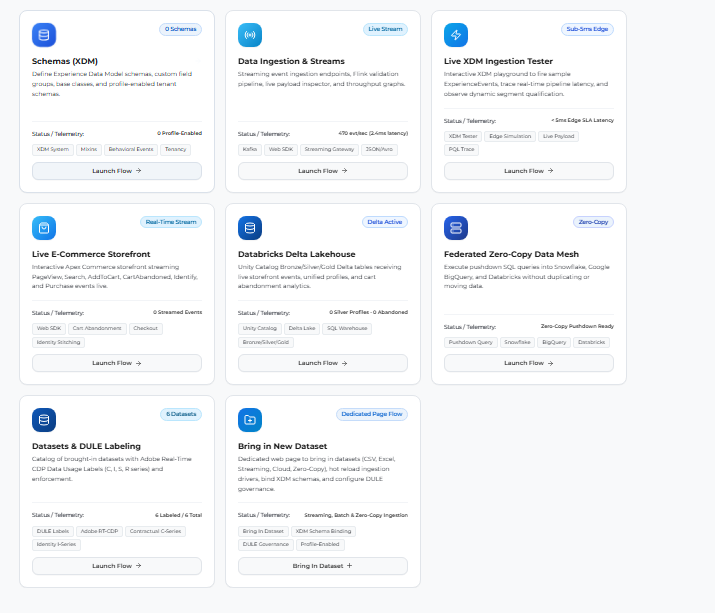 0 Schemas
Schemas (XDM)
Define Experience Data Model schemas, custom field
groups, base classes, and profile-enabled tenant
schemas.
Status / Telemetry: 0 Profile-Enabled
XDM System Mixins Behavioral Events Tenancy
Launch Flow →
Live Stream
Data Ingestion & Streams
Streaming event ingestion endpoints, Flink validation
pipeline, live payload inspector, and throughput graphs.
Status / Telemetry: 470 evt/sec (2.4ms latency)
Kafka Web SDK Streaming Gateway JSON/Avro
Launch Flow →
Sub-5ms Edge
Live XDM Ingestion Tester
Interactive XDM playground to fire sample
ExperienceEvents, trace real-time pipeline latency, and
observe dynamic segment qualification.
Status / Telemetry: <5ms Edge SLA Latency
XDM Tester Edge Simulation Live Payload
PQL Trace
Launch Flow →
Real-Time Stream
Live E-Commerce Storefront
Interactive Apex Commerce storefront streaming
PageView, Search, AddToCart, CartAbandoned, Identify,
and Purchase events live.
Status / Telemetry: 0 Streamed Events
Web SDK Cart Abandonment Checkout
Identity Stitching
Launch Flow →
Delta Active
Databricks Delta Lakehouse
Unity Catalog Bronze/Silver/Gold Delta tables receiving
live storefront events, unified profiles, and cart
abandonment analytics.
Status / Telemetry: 0 Silver Profiles · 0 Abandoned
Unity Catalog Delta Lake SQL Warehouse
Bronze/Silver/Gold
Launch Flow →
Zero-Copy
Federated Zero-Copy Data Mesh
Execute pushdown SQL queries into Snowflake, Google
BigQuery, and Databricks without duplicating or
moving data.
Status / Telemetry: Zero-Copy Pushdown Ready
Pushdown Query Snowflake BigQuery Databricks
Launch Flow →
6 Datasets
Datasets & DULE Labeling
Catalog of brought-in datasets with Adobe Real-Time
CDP Data Usage Labels (C, I, S, R series) and
enforcement.
Status / Telemetry: 6 Labeled / 6 Total
DULE Labels Adobe RT-CDP Contractual C-Series
Identity I-Series
Launch Flow →
Dedicated Page Flow
Bring in New Dataset
Dedicated web page to bring in datasets (CSV, Excel,
Streaming, Cloud, Zero-Copy), hot reload ingestion
drivers, bind XDM schemas, and configure DULE
governance.
Status / Telemetry: Streaming, Batch & Zero-Copy Ingestion
Bring In Dataset XDM Schema Binding
DULE Governance Profile-Enabled
Bring In Dataset +